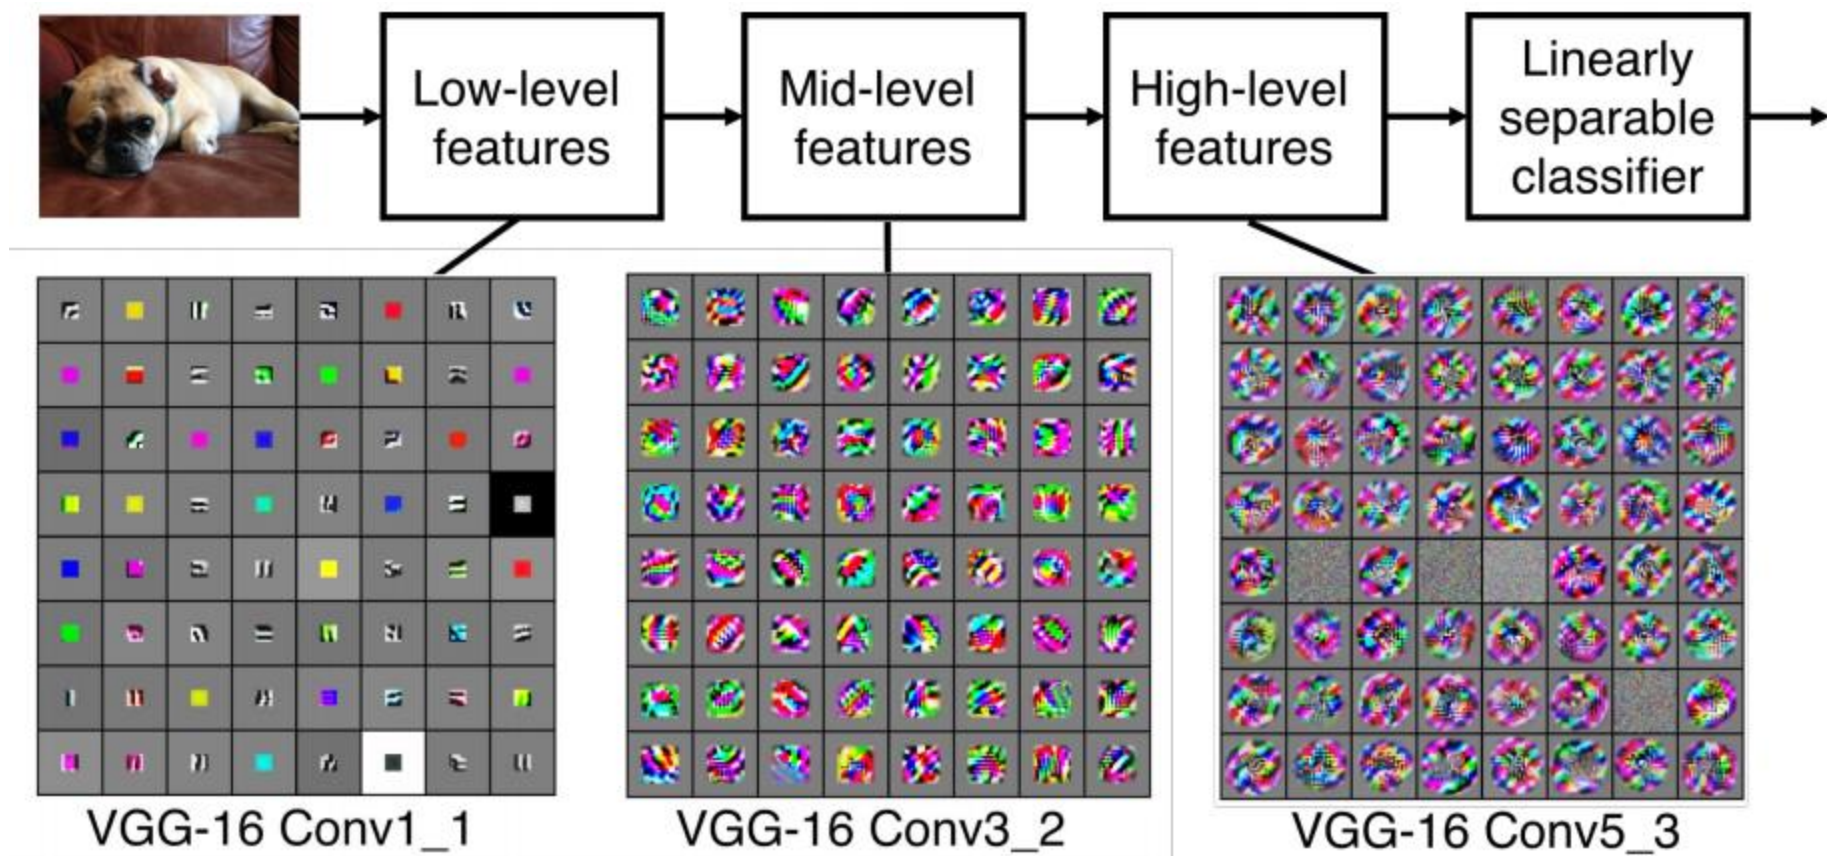 Low-level
features
Mid-level
features
High-level
features
Linearly
separable
classifier
VGG-16 Conv1_1
VGG-16 Conv3_2
VGG-16 Conv5_3